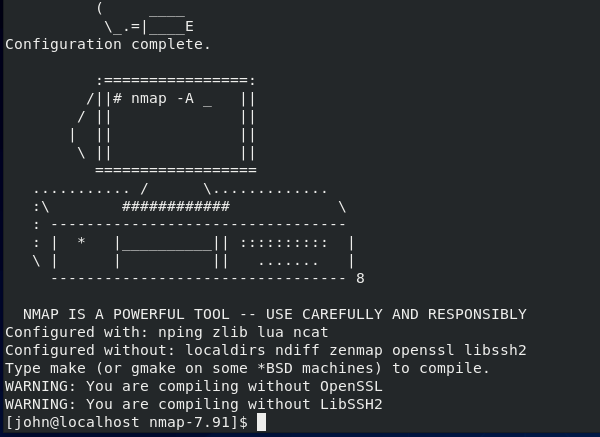 (     ____
           \_.=|____E
Configuration complete.

          :================:
         /||# nmap -A _   ||
        / ||              ||
       |  ||              ||
        \ ||              ||
          ==================
   ........... /      \.............
   :\        ############            \
   : ---------------------------------
   : |  *   |__________|| ::::::::::  |
   \ |      |          ||   .......   |
     --------------------------------- 8

  NMAP IS A POWERFUL TOOL -- USE CAREFULLY AND RESPONSIBLY
Configured with: nping zlib lua ncat
Configured without: localdirs ndiff zenmap openssl libssh2
Type make (or gmake on some *BSD machines) to compile.
WARNING: You are compiling without OpenSSL
WARNING: You are compiling without LibSSH2
[john@localhost nmap-7.91]$